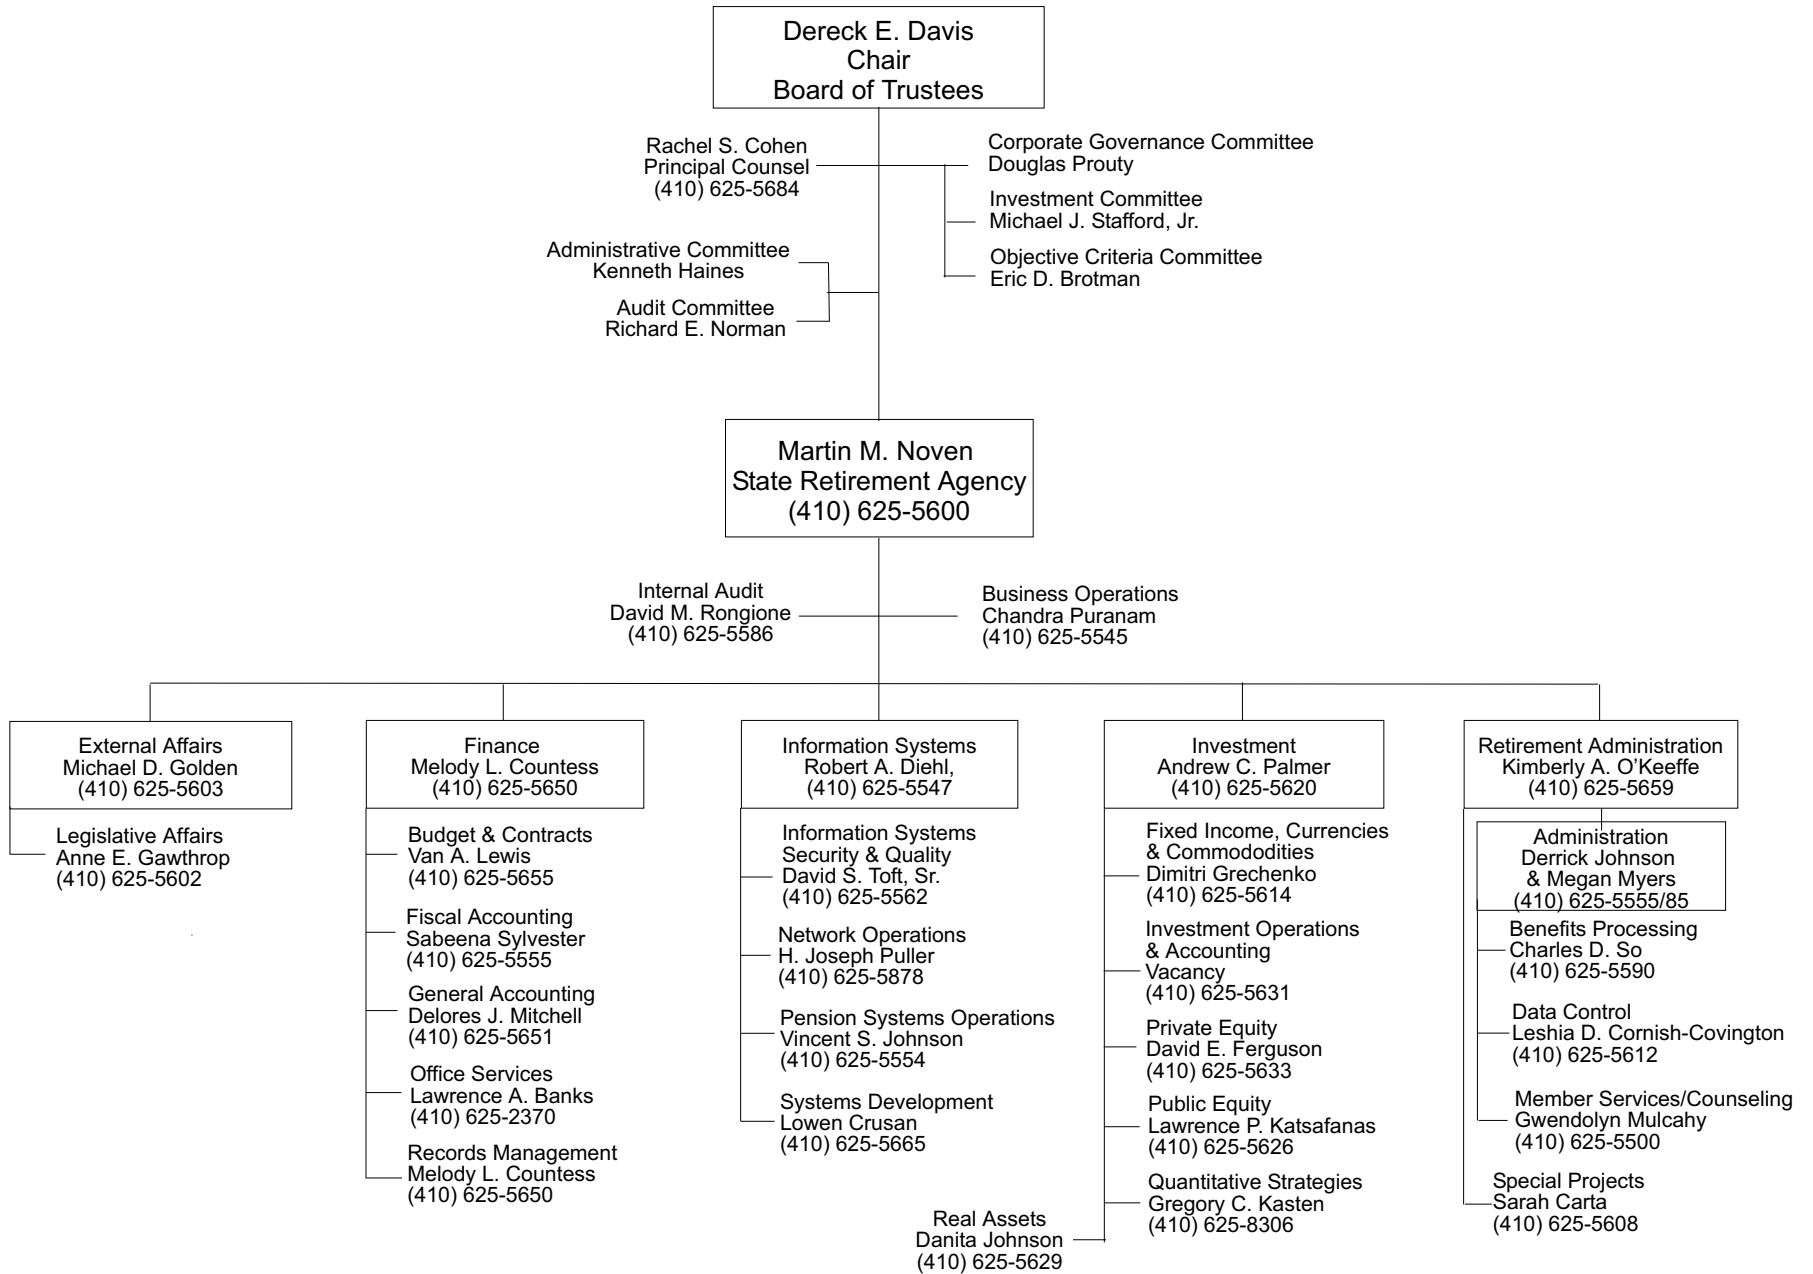 Dereck E. Davis
Chair
Board of Trustees
Rachel S. Cohen
Principal Counsel
(410) 625-5684
Corporate Governance Committee
Douglas Prouty
Investment Committee
Michael J. Stafford, Jr.
Objective Criteria Committee
Eric D. Brotman
Administrative Committee
Kenneth Haines
Audit Committee
Richard E. Norman
Martin M. Noven
State Retirement Agency
(410) 625-5600
Internal Audit
David M. Rongione
(410) 625-5586
Business Operations
Chandra Puranam
(410) 625-5545
External Affairs
Michael D. Golden
(410) 625-5603
Legislative Affairs
Anne E. Gawthrop
(410) 625-5602
Finance
Melody L. Countess
(410) 625-5650
Budget & Contracts
Van A. Lewis
(410) 625-5655
Fiscal Accounting
Sabeena Sylvester
(410) 625-5555
General Accounting
Delores J. Mitchell
(410) 625-5651
Office Services
Lawrence A. Banks
(410) 625-2370
Records Management
Melody L. Countess
(410) 625-5650
Information Systems
Robert A. Diehl,
(410) 625-5547
Information Systems
Security & Quality
David S. Toft, Sr.
(410) 625-5562
Network Operations
H. Joseph Puller
(410) 625-5878
Pension Systems Operations
Vincent S. Johnson
(410) 625-5554
Systems Development
Lowen Crusan
(410) 625-5665
Investment
Andrew C. Palmer
(410) 625-5620
Fixed Income, Currencies
& Commododities
Dimitri Grechenko
(410) 625-5614
Investment Operations
& Accounting
Vacancy
(410) 625-5631
Private Equity
David E. Ferguson
(410) 625-5633
Public Equity
Lawrence P. Katsafanas
(410) 625-5626
Quantitative Strategies
Gregory C. Kasten
(410) 625-8306
Real Assets
Danita Johnson
(410) 625-5629
Retirement Administration
Kimberly A. O’Keeffe
(410) 625-5659
Administration
Derrick Johnson
& Megan Myers
(410) 625-5555/85
Benefits Processing
Charles D. So
(410) 625-5590
Data Control
Leshia D. Cornish-Covington
(410) 625-5612
Member Services/Counseling
Gwendolyn Mulcahy
(410) 625-5500
Special Projects
Sarah Carta
(410) 625-5608